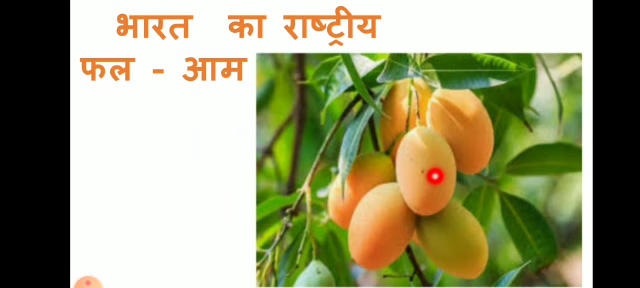 भारत का राष्ट्रीय
फल - आम